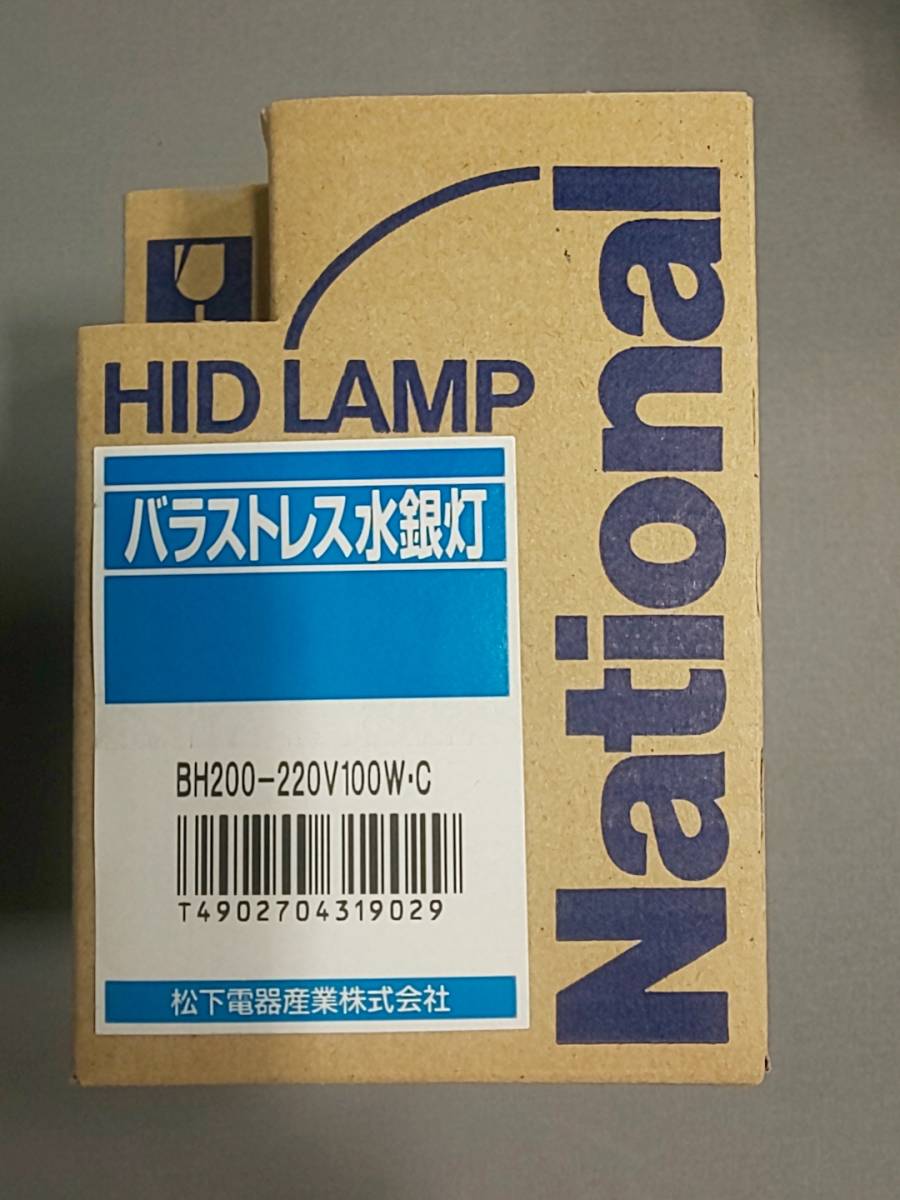 HID LAMP
National
バラストレス水銀灯
BH200-220V100W・C
T4902704319029
松下電器産業株式会社